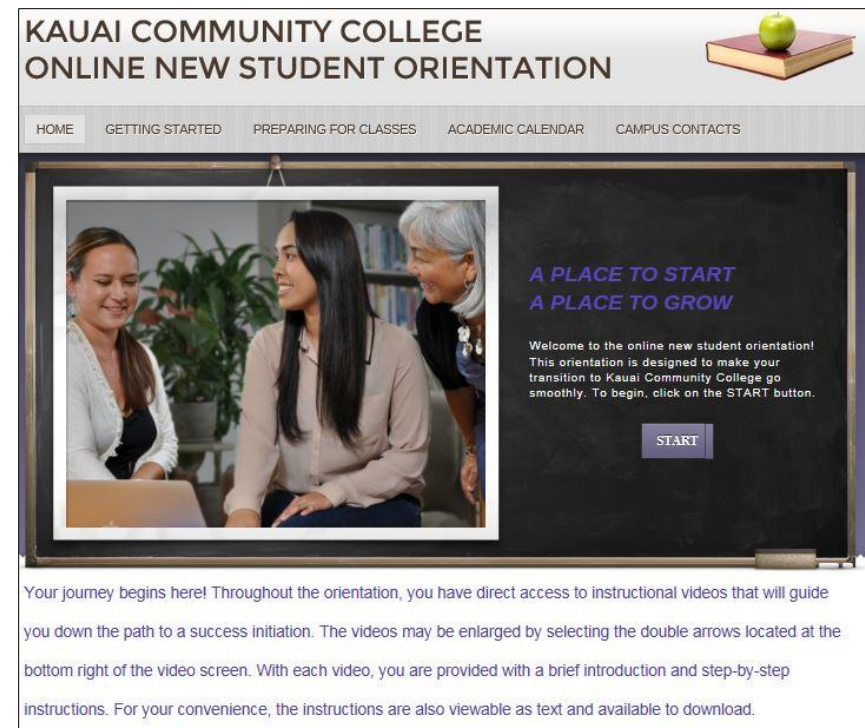 KAUAI COMMUNITY COLLEGE
ONLINE NEW STUDENT ORIENTATION
HOME GETTING STARTED PREPARING FOR CLASSES ACADEMIC CALENDAR CAMPUS CONTACTS
A PLACE TO START
A PLACE TO GROW
Welcome to the online new student orientation!
This orientation is designed to make your
transition to Kauai Community College go
smoothly. To begin, click on the START button.
START
Your journey begins here! Throughout the orientation, you have direct access to instructional videos that will guide
you down the path to a success initiation. The videos may be enlarged by selecting the double arrows located at the
bottom right of the video screen. With each video, you are provided with a brief introduction and step-by-step
instructions. For your convenience, the instructions are also viewable as text and available to download.